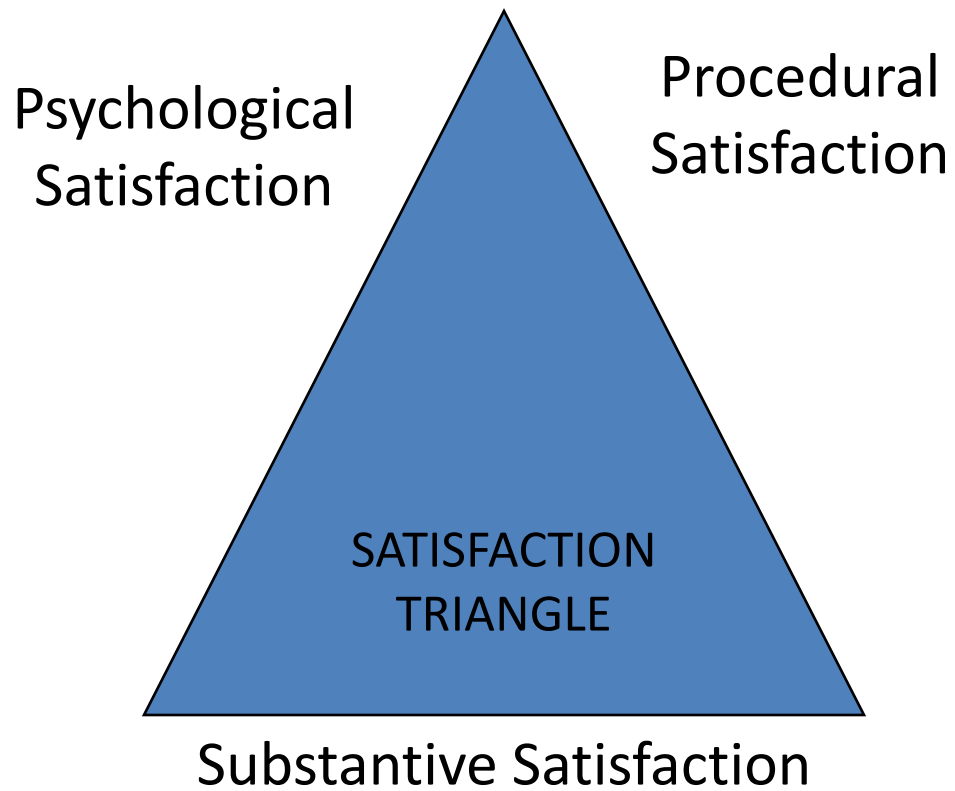 Psychological
Satisfaction
Procedural
Satisfaction
SATISFACTION
TRIANGLE
Substantive Satisfaction